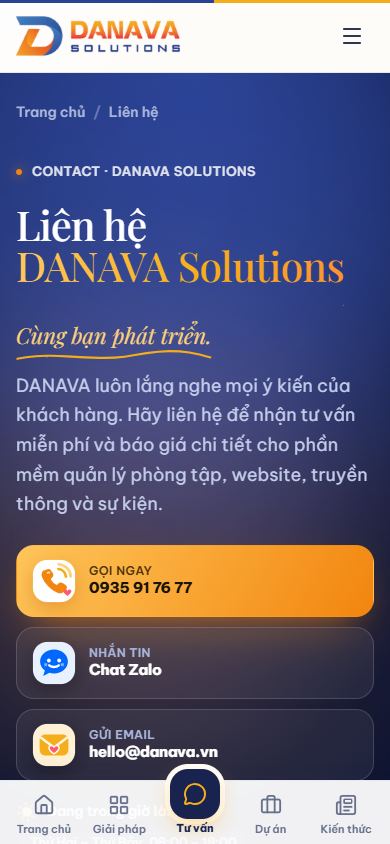 DANAVA
SOLUTIONS
Trang chủ / Liên hệ
CONTACT · DANAVA SOLUTIONS
Liên hệ
DANAVA Solutions
Cùng bạn phát triển.
DANAVA luôn lắng nghe mọi ý kiến của
khách hàng. Hãy liên hệ để nhận tư vấn
miễn phí và báo giá chi tiết cho phần
mềm quản lý phòng tập, website, truyền
thông và sự kiện.
GỌI NGAY
0935 91 76 77
NHẮN TIN
Chat Zalo
GỬI EMAIL
hello@danava.vn
trong giờ
Trang chủ
Giải pháp
Tư vấn
Dự án
Kiến thức